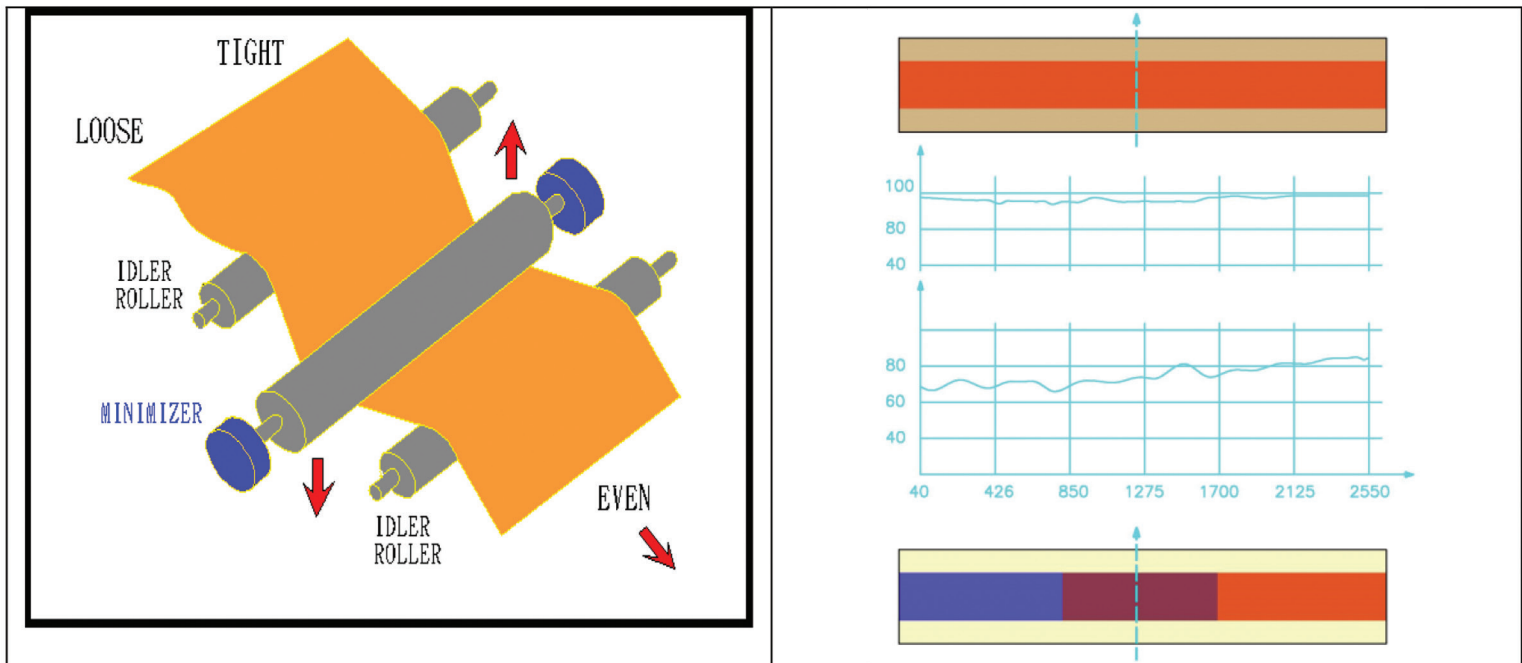 TIGHT
LOOSE
IDLER
ROLLER
MINIMIZER
IDLER
ROLLER
EVEN
100
80
40
80
60
40
40 426 850 1275 1700 2125 2550